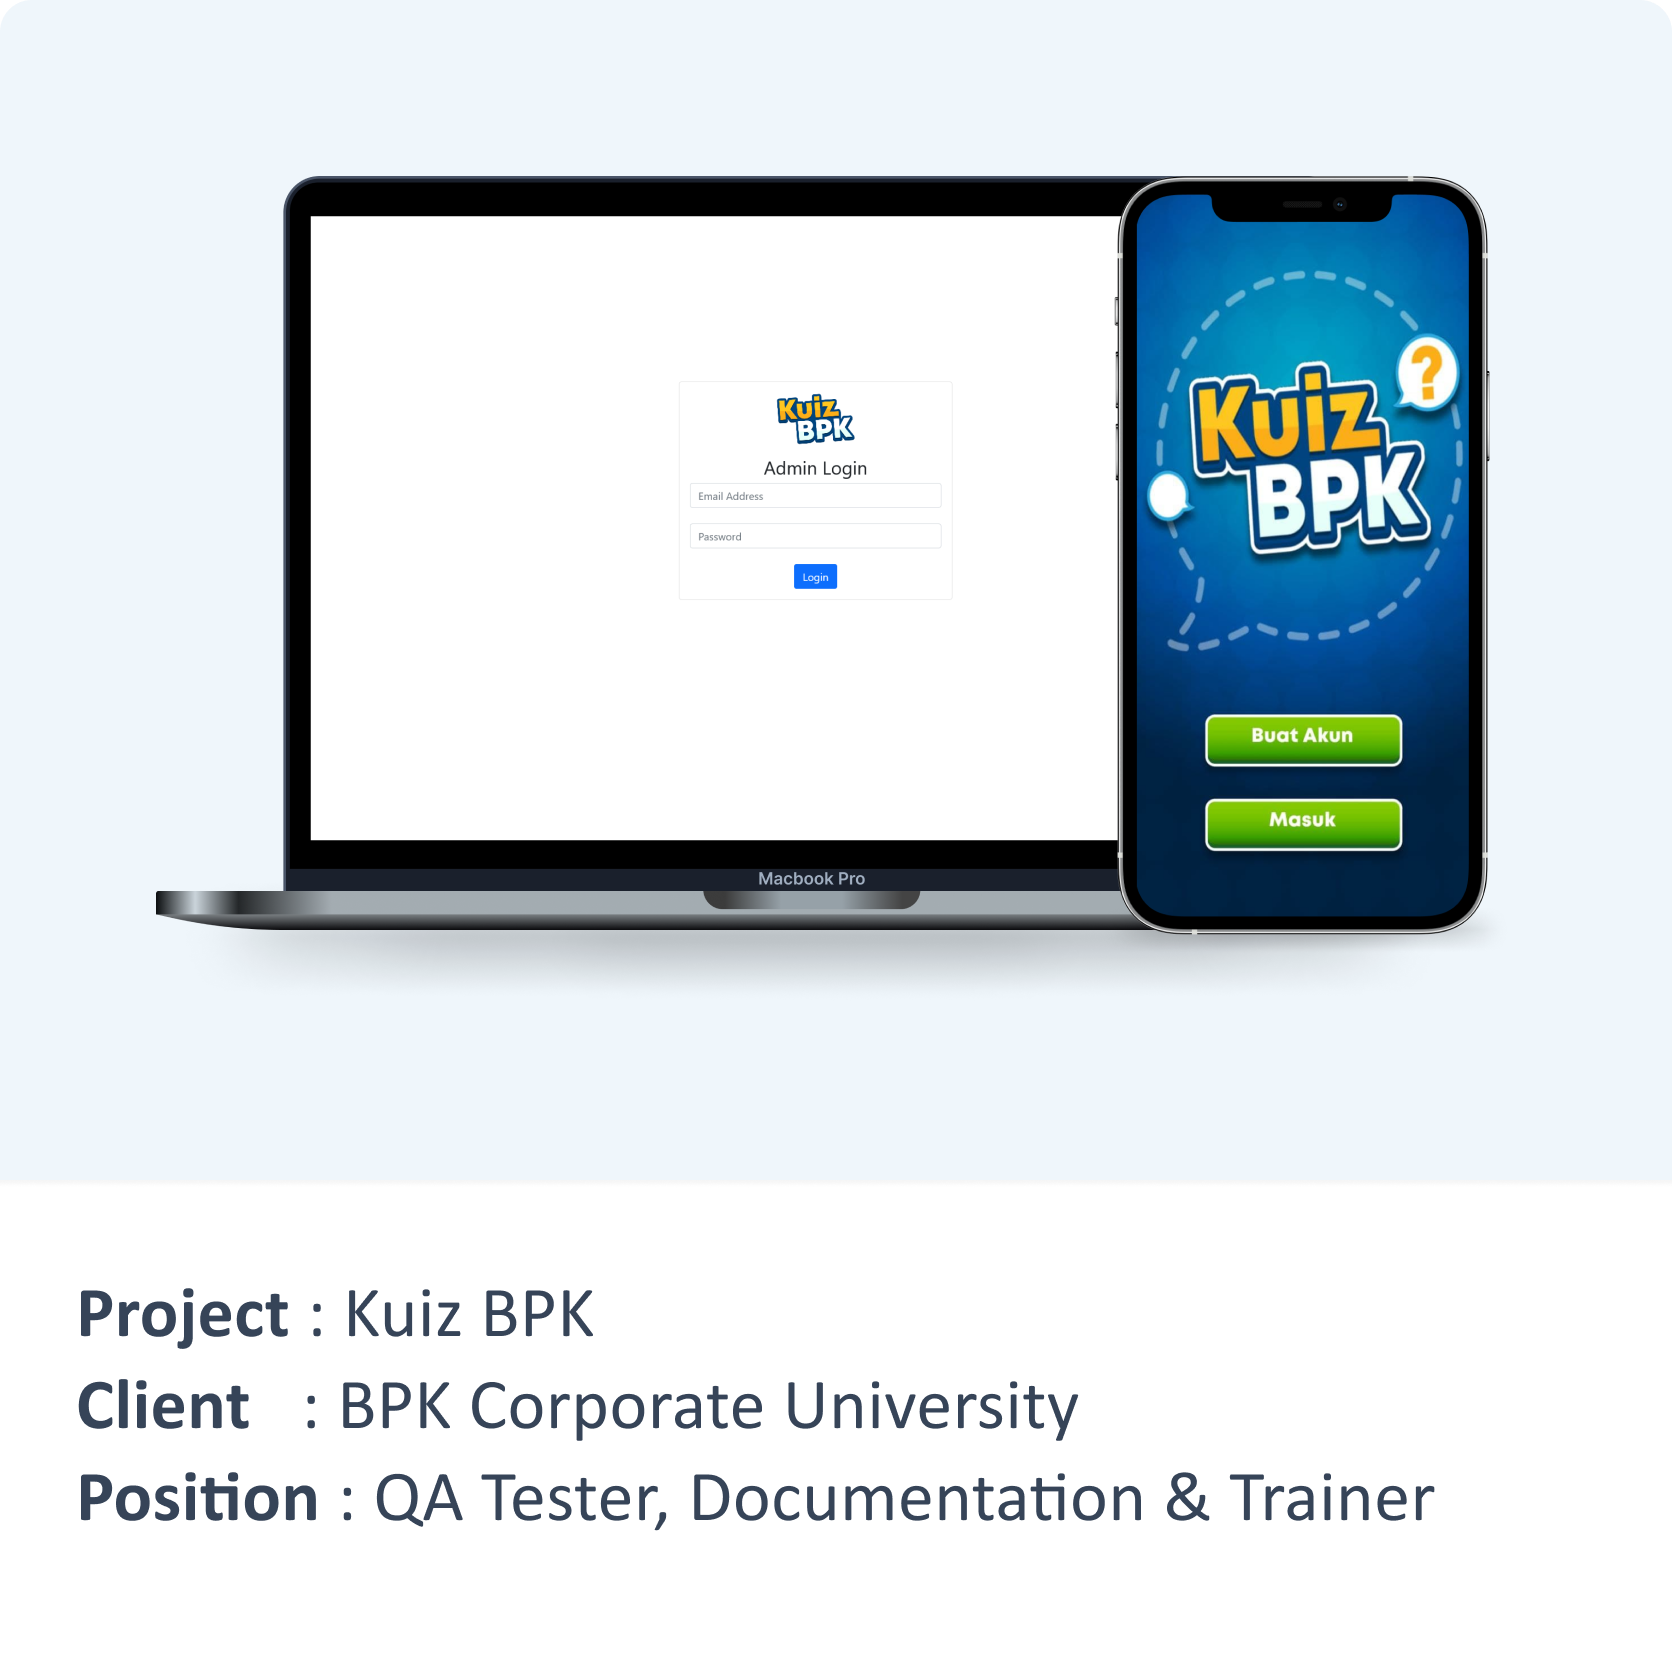 Kuiz
BPK
Admin Login
Email Address
Password
Login
Macbook Pro
?
Kuiz
BPK
Buat Akun
Masuk
Project : Kuiz BPK
Client : BPK Corporate University
Position : QA Tester, Documentation & Trainer